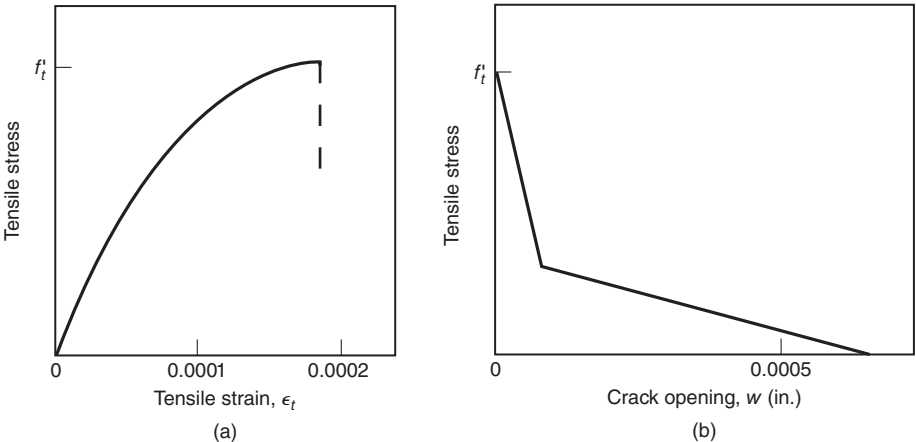 f't
Tensile stress
0
0.0001
0.0002
Tensile strain, ϵt
(a)
f't
Tensile stress
0
0.0005
Crack opening, w (in.)
(b)